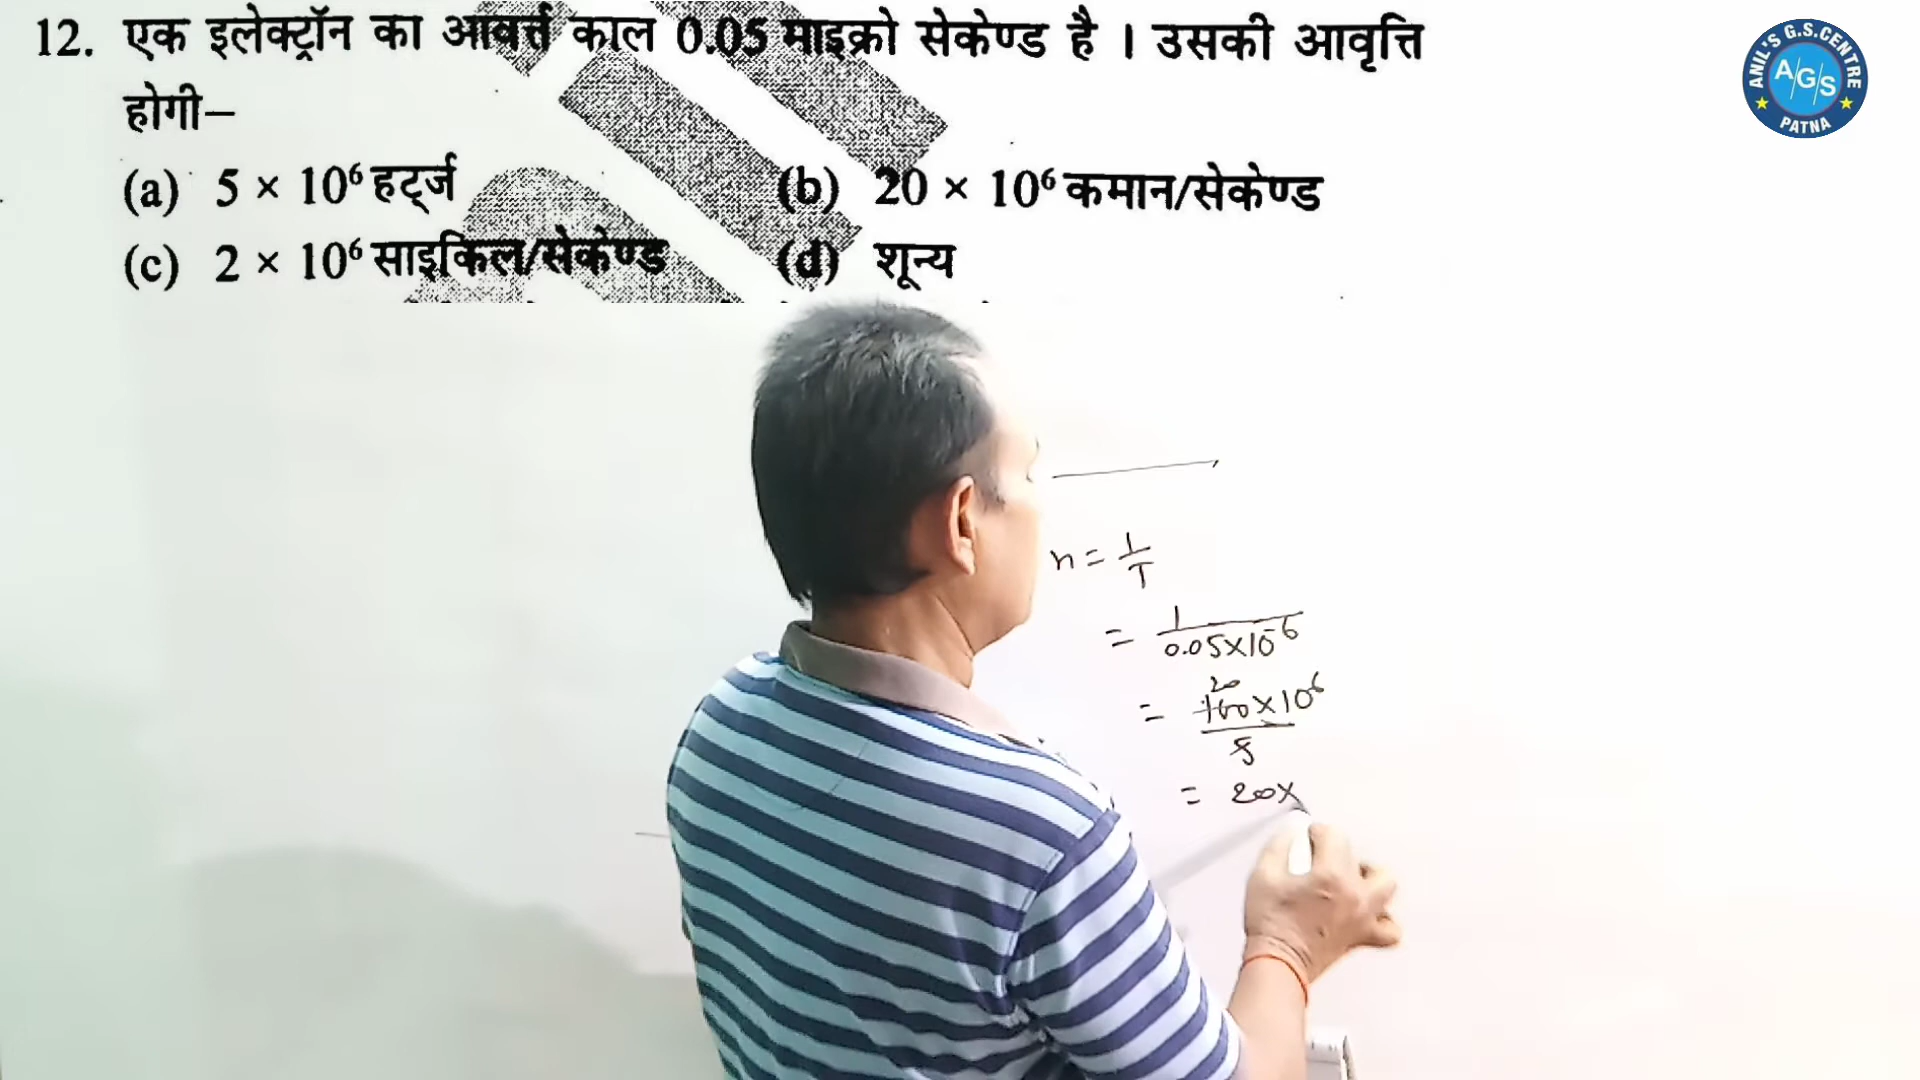 12. एक इलेक्ट्रॉन का आवर्त्त काल 0.05 माइक्रो सेकेण्ड है । उसकी आवृत्ति
होगी–
(a) 5 × 10⁶ हर्ट्ज (b) 20 × 10⁶ कमान/सेकेण्ड
(c) 2 × 10⁶ साइकिल/सेकेण्ड (d) शून्य
ANIL'S G.S.CENTRE
A/G/S
PATNA
n = 1/T
= 1/0.05×10⁻⁶
20
= 100×10⁶/5
= 20×